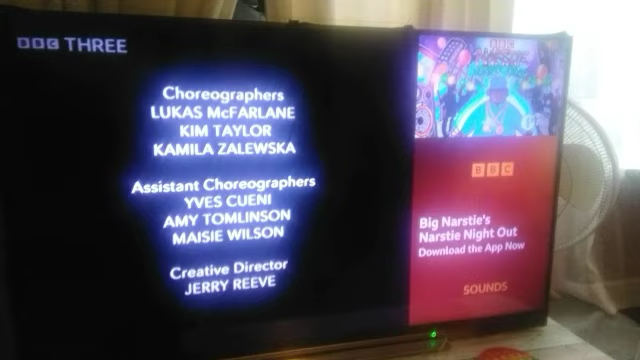 BBC THREE
Choreographers
LUKAS McFARLANE
KIM TAYLOR
KAMILA ZALEWSKA
Assistant Choreographers
YVES CUENI
AMY TOMLINSON
MAISIE WILSON
Creative Director
JERRY REEVE
BBC
Big Narstie's
Narstie Night Out
Download the App Now
SOUNDS